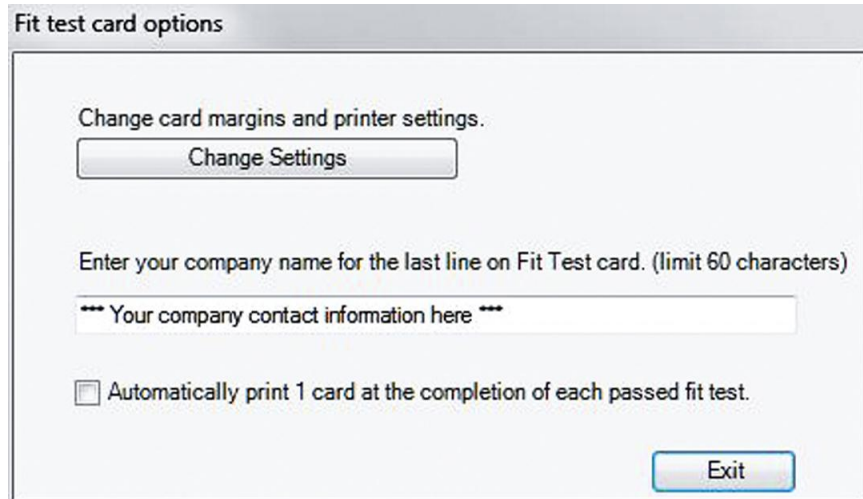 Fit test card options
Change card margins and printer settings.
Change Settings
Enter your company name for the last line on Fit Test card. (limit 60 characters)
*** Your company contact information here ***
Automatically print 1 card at the completion of each passed fit test.
Exit